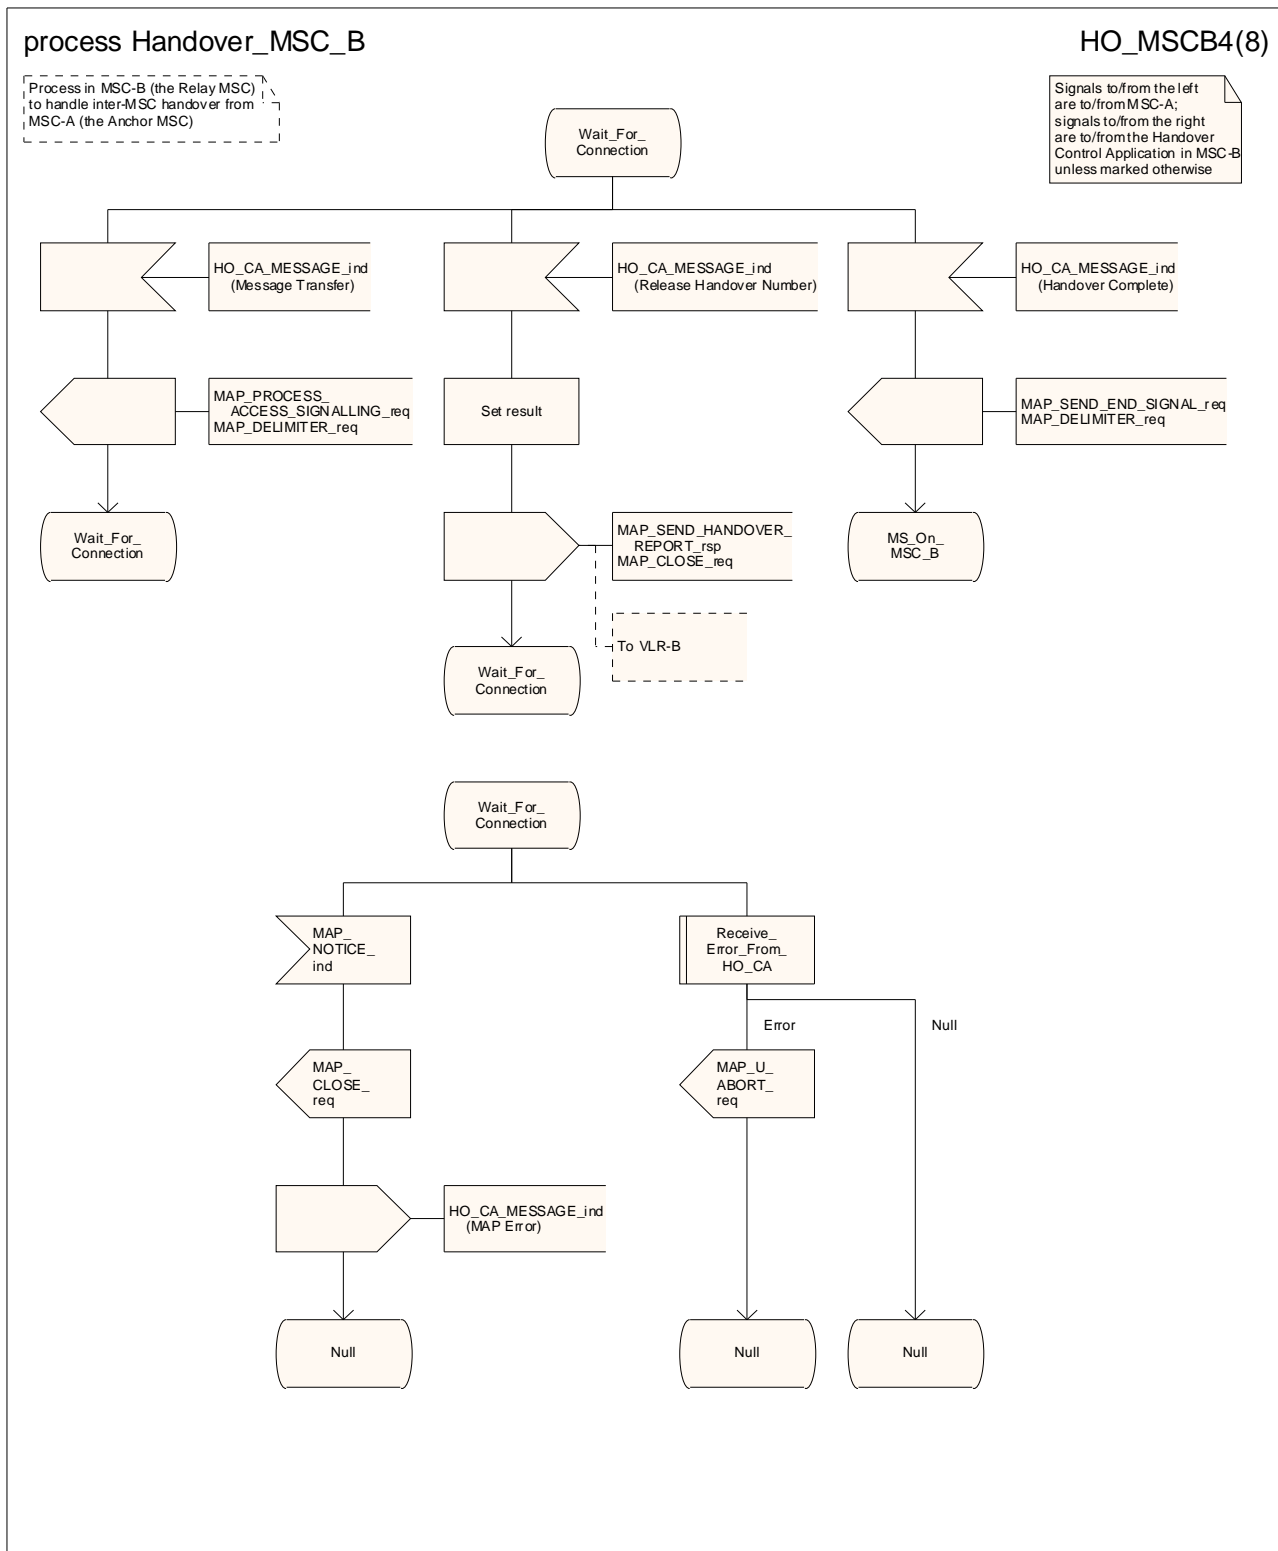 process Handover_MSC_B
HO_MSCB4(8)
Process in MSC-B (the Relay MSC)
to handle inter-MSC handover from
MSC-A (the Anchor MSC)
Signals to/from the left
are to/from MSC-A;
signals to/from the right
are to/from the Handover
Control Application in MSC-B
unless marked otherwise
Wait_For_
Connection
HO_CA_MESSAGE_ind
(Message Transfer)
HO_CA_MESSAGE_ind
(Release Handover Number)
HO_CA_MESSAGE_ind
(Handover Complete)
MAP_PROCESS_
ACCESS_SIGNALLING_req
MAP_DELIMITER_req
Set result
MAP_SEND_END_SIGNAL_req
MAP_DELIMITER_req
Wait_For_
Connection
MAP_SEND_HANDOVER_
REPORT_rsp
MAP_CLOSE_req
MS_On_
MSC_B
To VLR-B
Wait_For_
Connection
Wait_For_
Connection
MAP_
NOTICE_
ind
Receive_
Error_From_
HO_CA
Error
Null
MAP_
CLOSE_
req
MAP_U_
ABORT_
req
HO_CA_MESSAGE_ind
(MAP Error)
Null
Null
Null